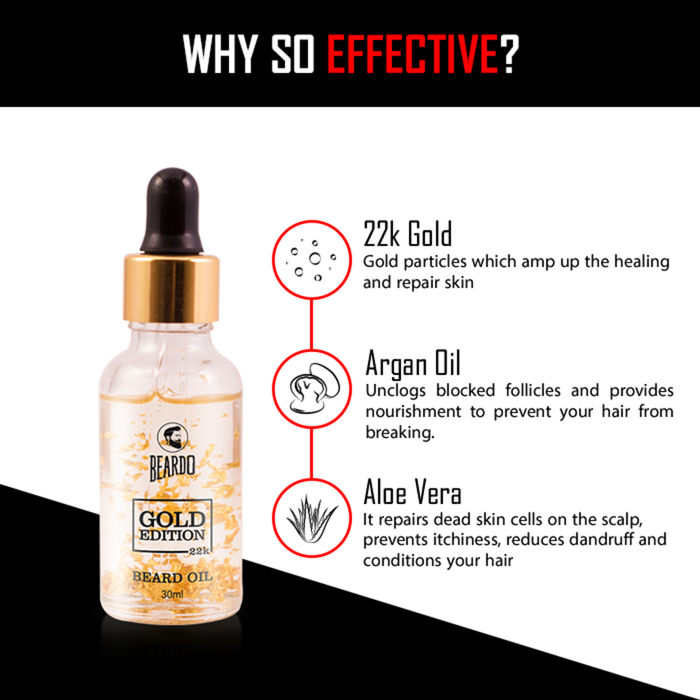 WHY SO EFFECTIVE?
22k Gold
Gold particles which amp up the healing
and repair skin
Argan Oil
Unclogs blocked follicles and provides
nourishment to prevent your hair from
breaking.
Aloe Vera
It repairs dead skin cells on the scalp,
prevents itchiness, reduces dandruff and
conditions your hair
BEARDO
GOLD
EDITION
22k
BEARD OIL
30ml